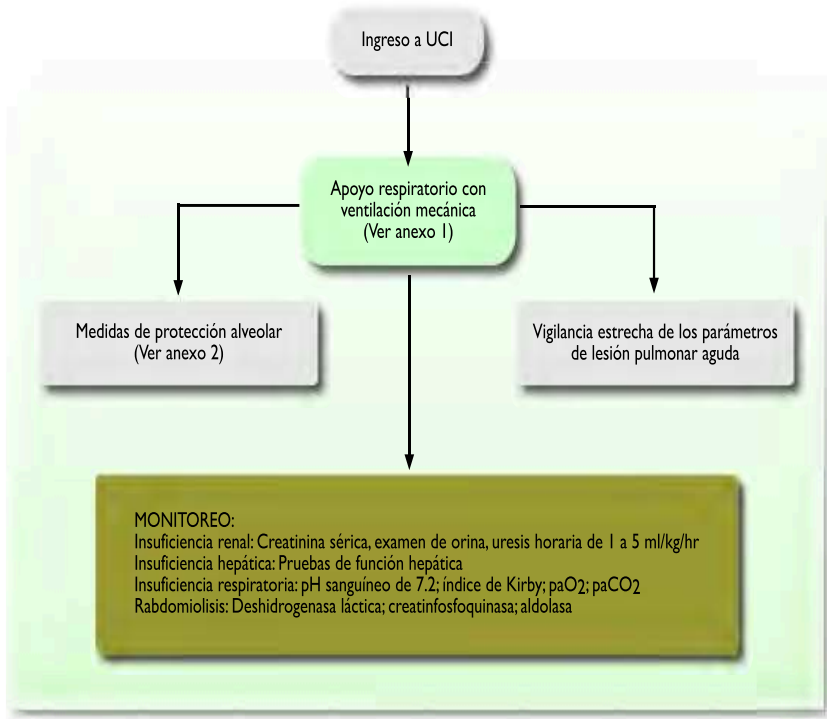 Ingreso a UCI
Apoyo respiratorio con
ventilación mecánica
(Ver anexo 1)
Medidas de protección alveolar
(Ver anexo 2)
Vigilancia estrecha de los parámetros
de lesión pulmonar aguda
MONITOREO:
Insuficiencia renal: Creatinina sérica, examen de orina, uresis horaria de 1 a 5 ml/kg/hr
Insuficiencia hepática: Pruebas de función hepática
Insuficiencia respiratoria: pH sanguíneo de 7.2; índice de Kirby; paO2; paCO2
Rabdomiolisis: Deshidrogenasa láctica; creatinfosfoquinasa; aldolasa